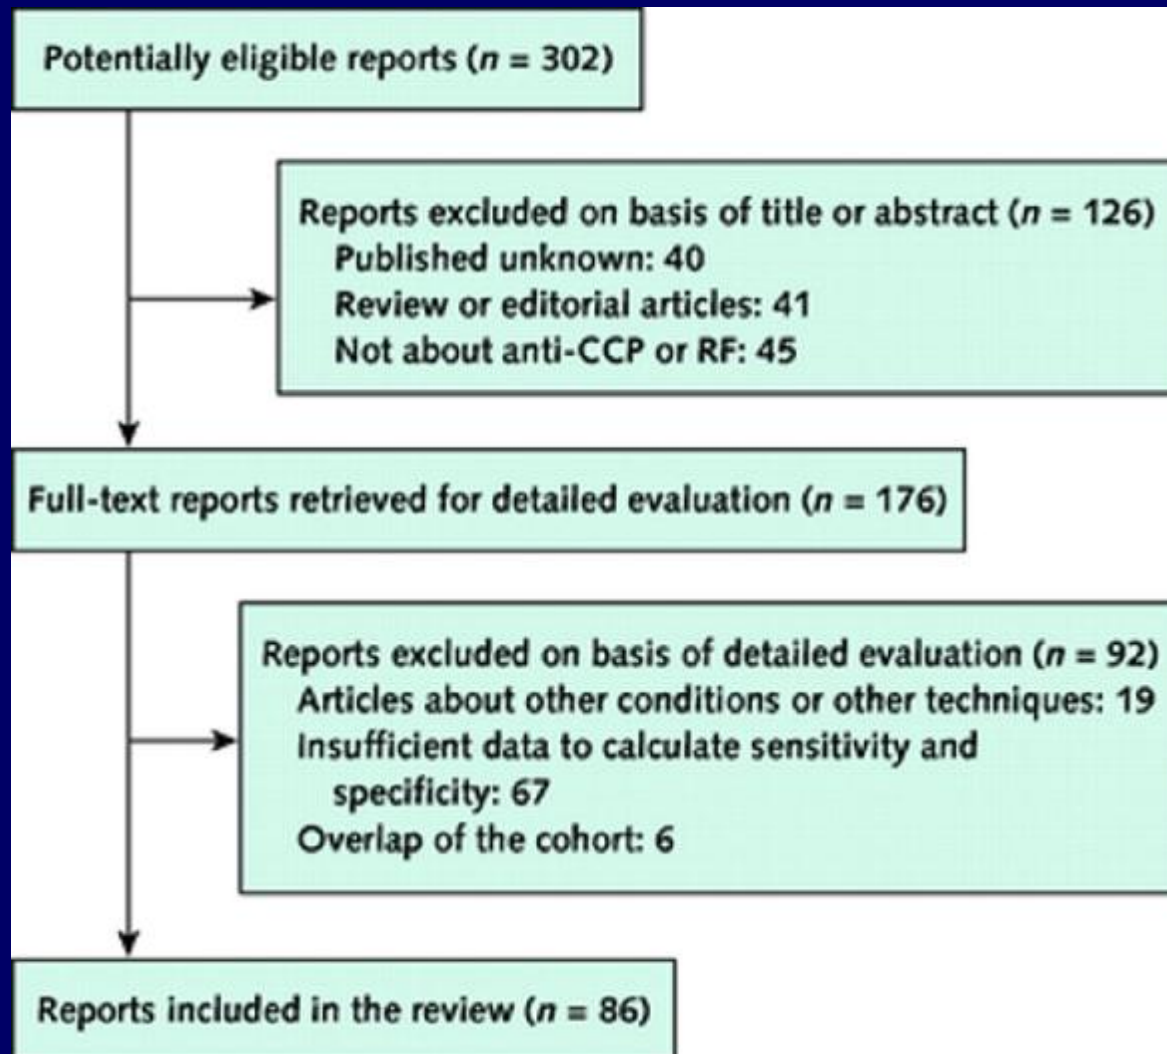 Potentially eligible reports (n = 302)
Reports excluded on basis of title or abstract (n = 126)
Published unknown: 40
Review or editorial articles: 41
Not about anti-CCP or RF: 45
Full-text reports retrieved for detailed evaluation (n = 176)
Reports excluded on basis of detailed evaluation (n = 92)
Articles about other conditions or other techniques: 19
Insufficient data to calculate sensitivity and
specificity: 67
Overlap of the cohort: 6
Reports included in the review (n = 86)